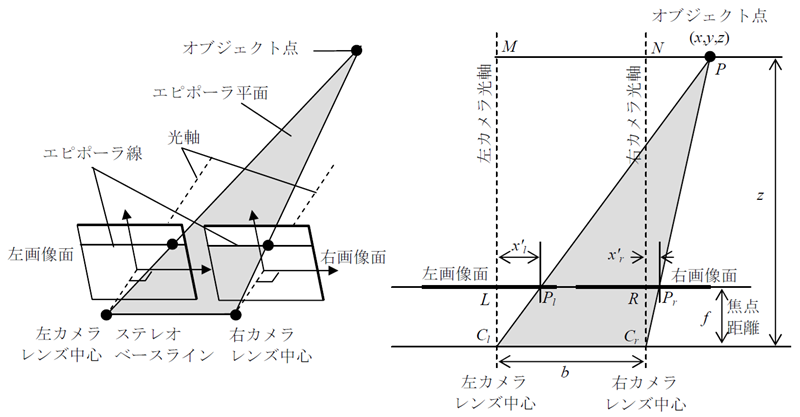 オブジェクト点
エピポーラ平面
光軸
エピポーラ線
左画像面
右画像面
左カメラ
レンズ中心
ステレオ
ベースライン
右カメラ
レンズ中心
オブジェクト点
(x,y,z)
M
N
P
左カメラ光軸
右カメラ光軸
z
x′l
x′r
左画像面
右画像面
L
Pl
R
Pr
f
焦点
距離
Cl
Cr
b
左カメラ
レンズ中心
右カメラ
レンズ中心